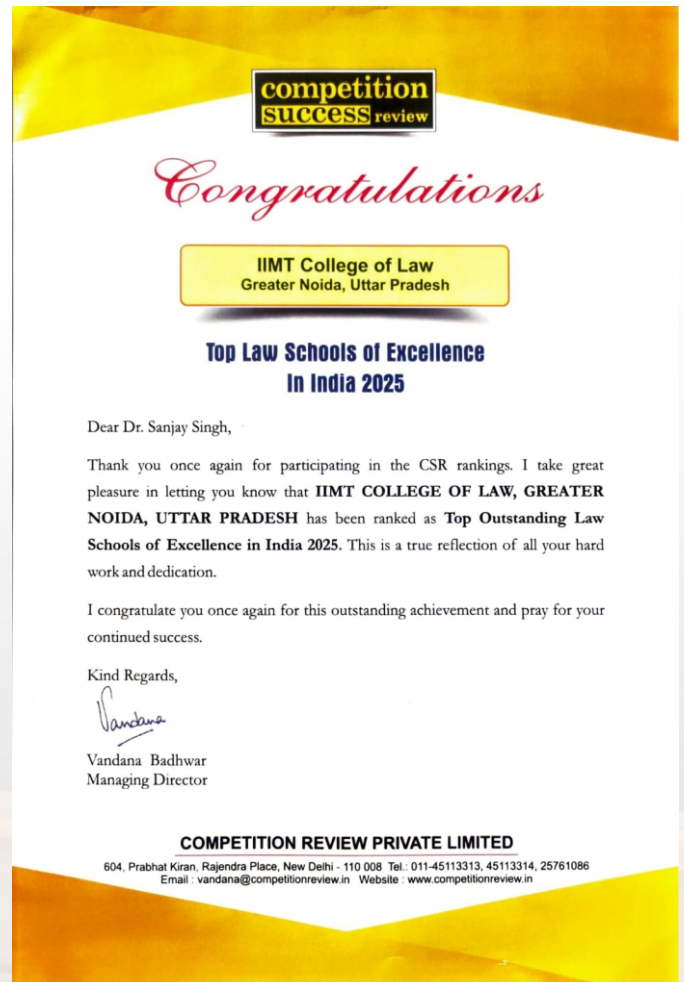 competition
success review
Congratulations
IIMT College of Law
Greater Noida, Uttar Pradesh
Top Law Schools of Excellence
In India 2025
Dear Dr. Sanjay Singh,
Thank you once again for participating in the CSR rankings. I take great
pleasure in letting you know that IIMT COLLEGE OF LAW, GREATER
NOIDA, UTTAR PRADESH has been ranked as Top Outstanding Law
Schools of Excellence in India 2025. This is a true reflection of all your hard
work and dedication.
I congratulate you once again for this outstanding achievement and pray for your
continued success.
Kind Regards,
Vandana
Vandana Badhwar
Managing Director
COMPETITION REVIEW PRIVATE LIMITED
604, Prabhat Kiran, Rajendra Place, New Delhi - 110 008 Tel.: 011-45113313, 45113314, 25761086
Email : vandana@competitionreview.in Website : www.competitionreview.in